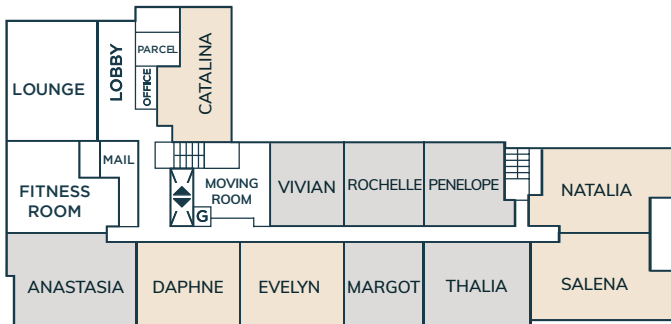 LOUNGE
LOBBY
PARCEL
OFFICE
CATALINA
MAIL
FITNESS
ROOM
MOVING
ROOM
G
VIVIAN
ROCHELLE
PENELOPE
NATALIA
ANASTASIA
DAPHNE
EVELYN
MARGOT
THALIA
SALENA